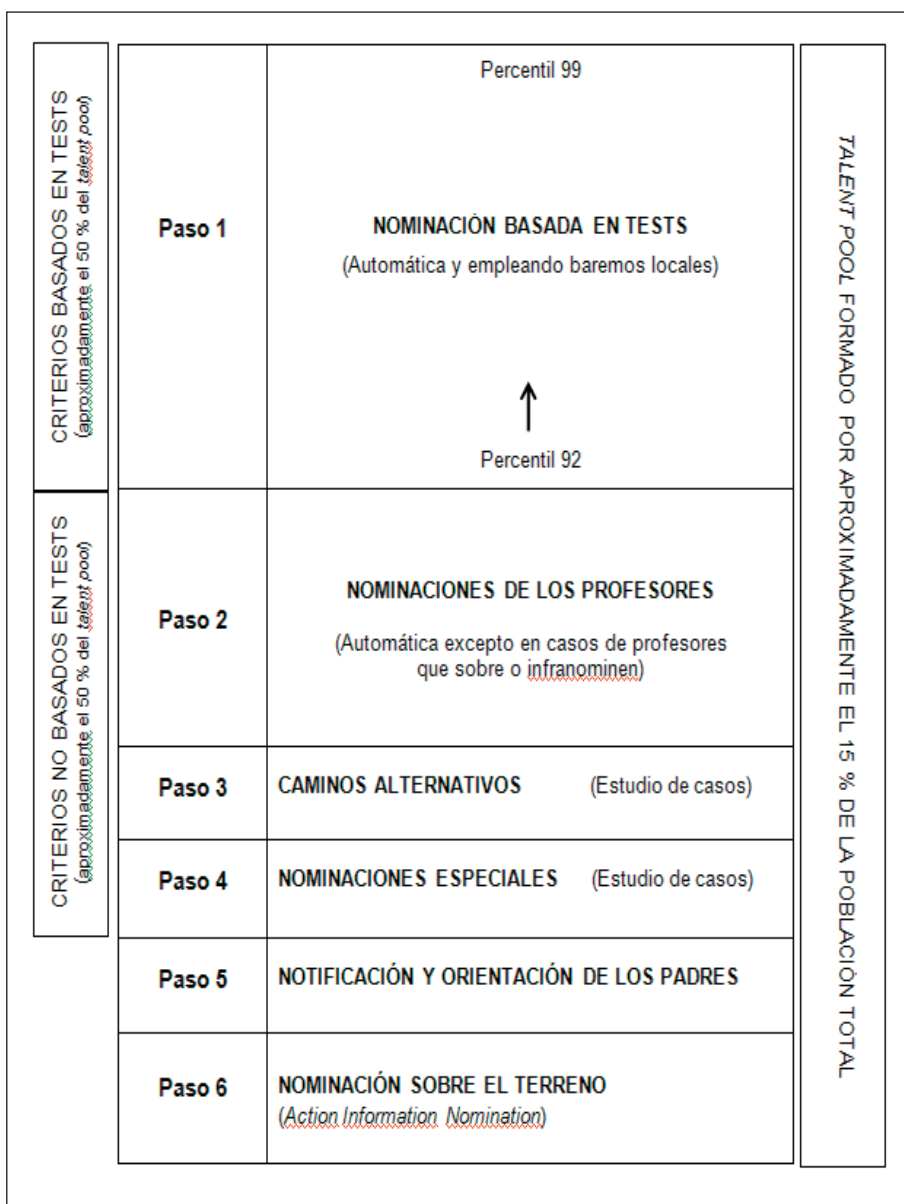 CRITERIOS BASADOS EN TESTS
(aproximadamente el 50 % del talent pool)
Paso 1
Percentil 99
NOMINACIÓN BASADA EN TESTS
(Automática y empleando baremos locales)
Percentil 92
CRITERIOS NO BASADOS EN TESTS
(aproximadamente el 50 % del talent pool)
Paso 2
NOMINACIONES DE LOS PROFESORES
(Automática excepto en casos de profesores
que sobre o infranominen)
Paso 3
CAMINOS ALTERNATIVOS (Estudio de casos)
Paso 4
NOMINACIONES ESPECIALES (Estudio de casos)
Paso 5
NOTIFICACIÓN Y ORIENTACIÓN DE LOS PADRES
Paso 6
NOMINACIÓN SOBRE EL TERRENO
(Action Information Nomination)
TALENT POOL FORMADO POR APROXIMADAMENTE EL 15 % DE LA POBLACIÓN TOTAL